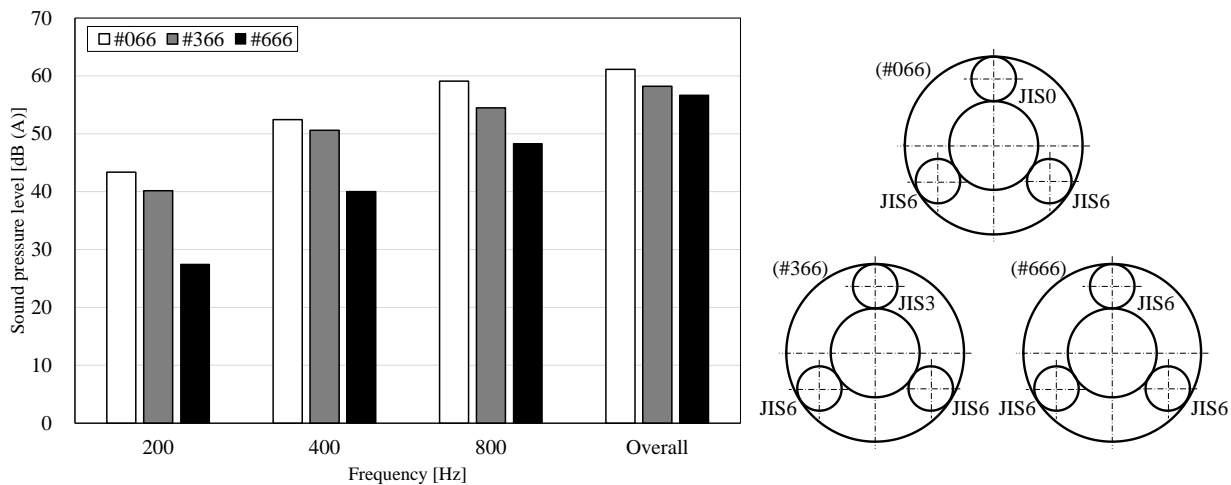 70
60
50
40
30
20
10
0
Sound pressure level [dB (A)]
#066 #366 #666
200 400 800 Overall
Frequency [Hz]
(#066)
JIS0
JIS6 JIS6
(#366)
JIS3
JIS6 JIS6
(#666)
JIS6
JIS6 JIS6